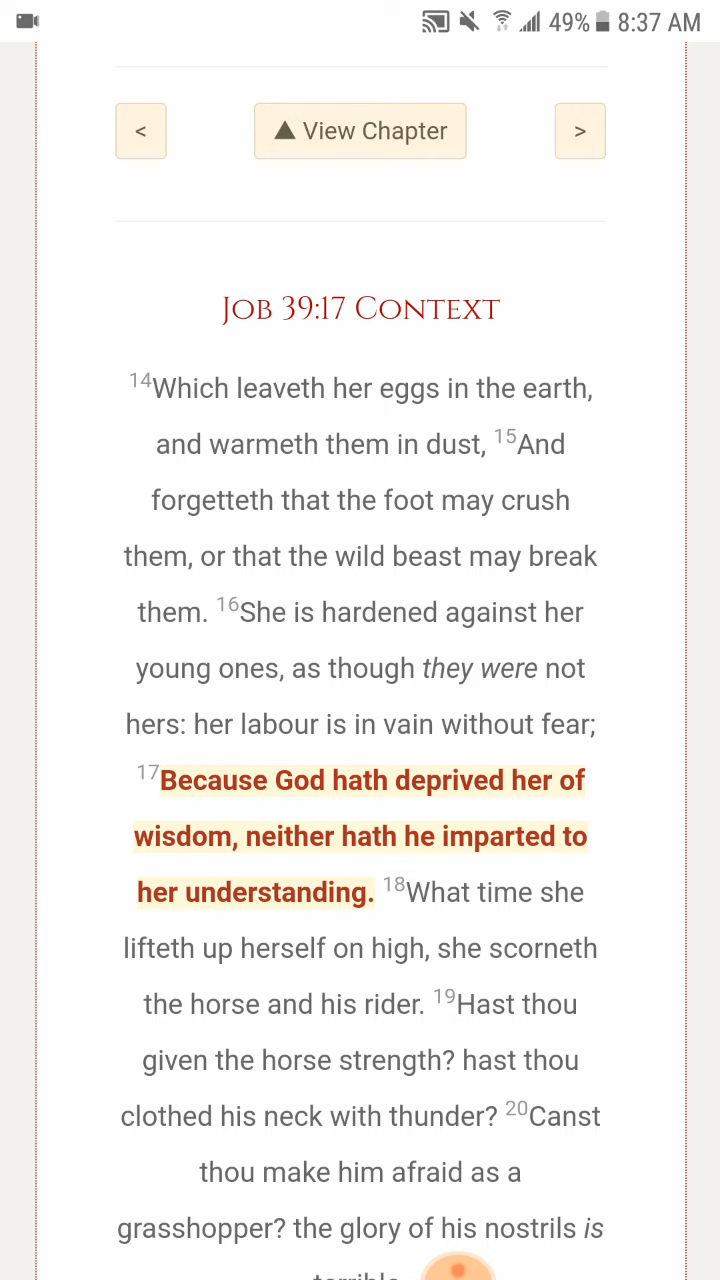 49% 8:37 AM
< ▲ View Chapter >
Job 39:17 Context
14Which leaveth her eggs in the earth,
and warmeth them in dust, 15And
forgetteth that the foot may crush
them, or that the wild beast may break
them. 16She is hardened against her
young ones, as though they were not
hers: her labour is in vain without fear;
17Because God hath deprived her of
wisdom, neither hath he imparted to
her understanding. 18What time she
lifteth up herself on high, she scorneth
the horse and his rider. 19Hast thou
given the horse strength? hast thou
clothed his neck with thunder? 20Canst
thou make him afraid as a
grasshopper? the glory of his nostrils is